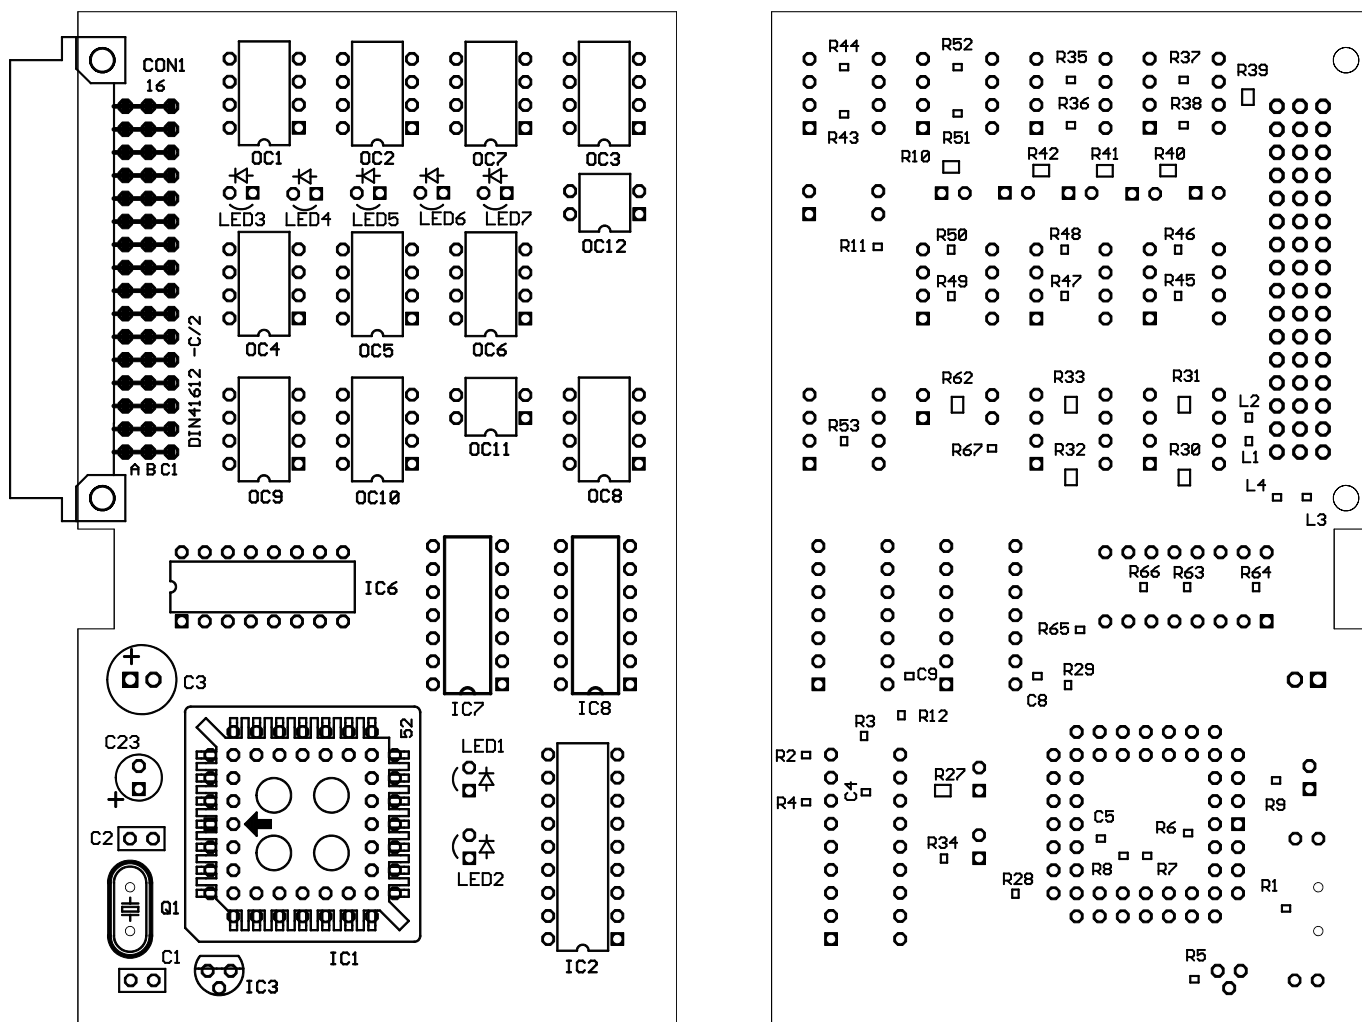 CON1
16
OC1
OC2
OC7
OC3
LED3
LED4
LED5
LED6
LED7
OC12
DIN41612 -C/2
OC4
OC5
OC6
A B C1
OC9
OC10
OC11
OC8
IC6
C3
IC7
IC8
C23
52
LED1
C2
LED2
Q1
C1
IC3
IC1
IC2
R44
R52
R35
R37
R39
R36
R38
R43
R51
R10
R42
R41
R40
R11
R50
R48
R46
R49
R47
R45
R62
R33
R31
L2
R53
R67
R32
R30
L1
L4
L3
R66
R63
R64
R65
C9
C8
R29
R12
R3
R2
R4
C4
R27
R9
C5
R6
R34
R8
R7
R28
R1
R5